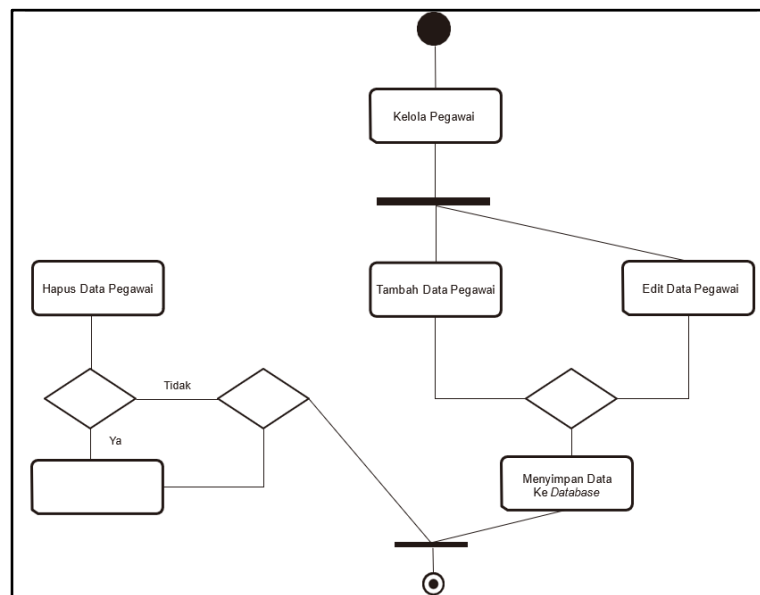 Kelola Pegawai
Hapus Data Pegawai
Tambah Data Pegawai
Edit Data Pegawai
Tidak
Ya
Menyimpan Data
Ke Database